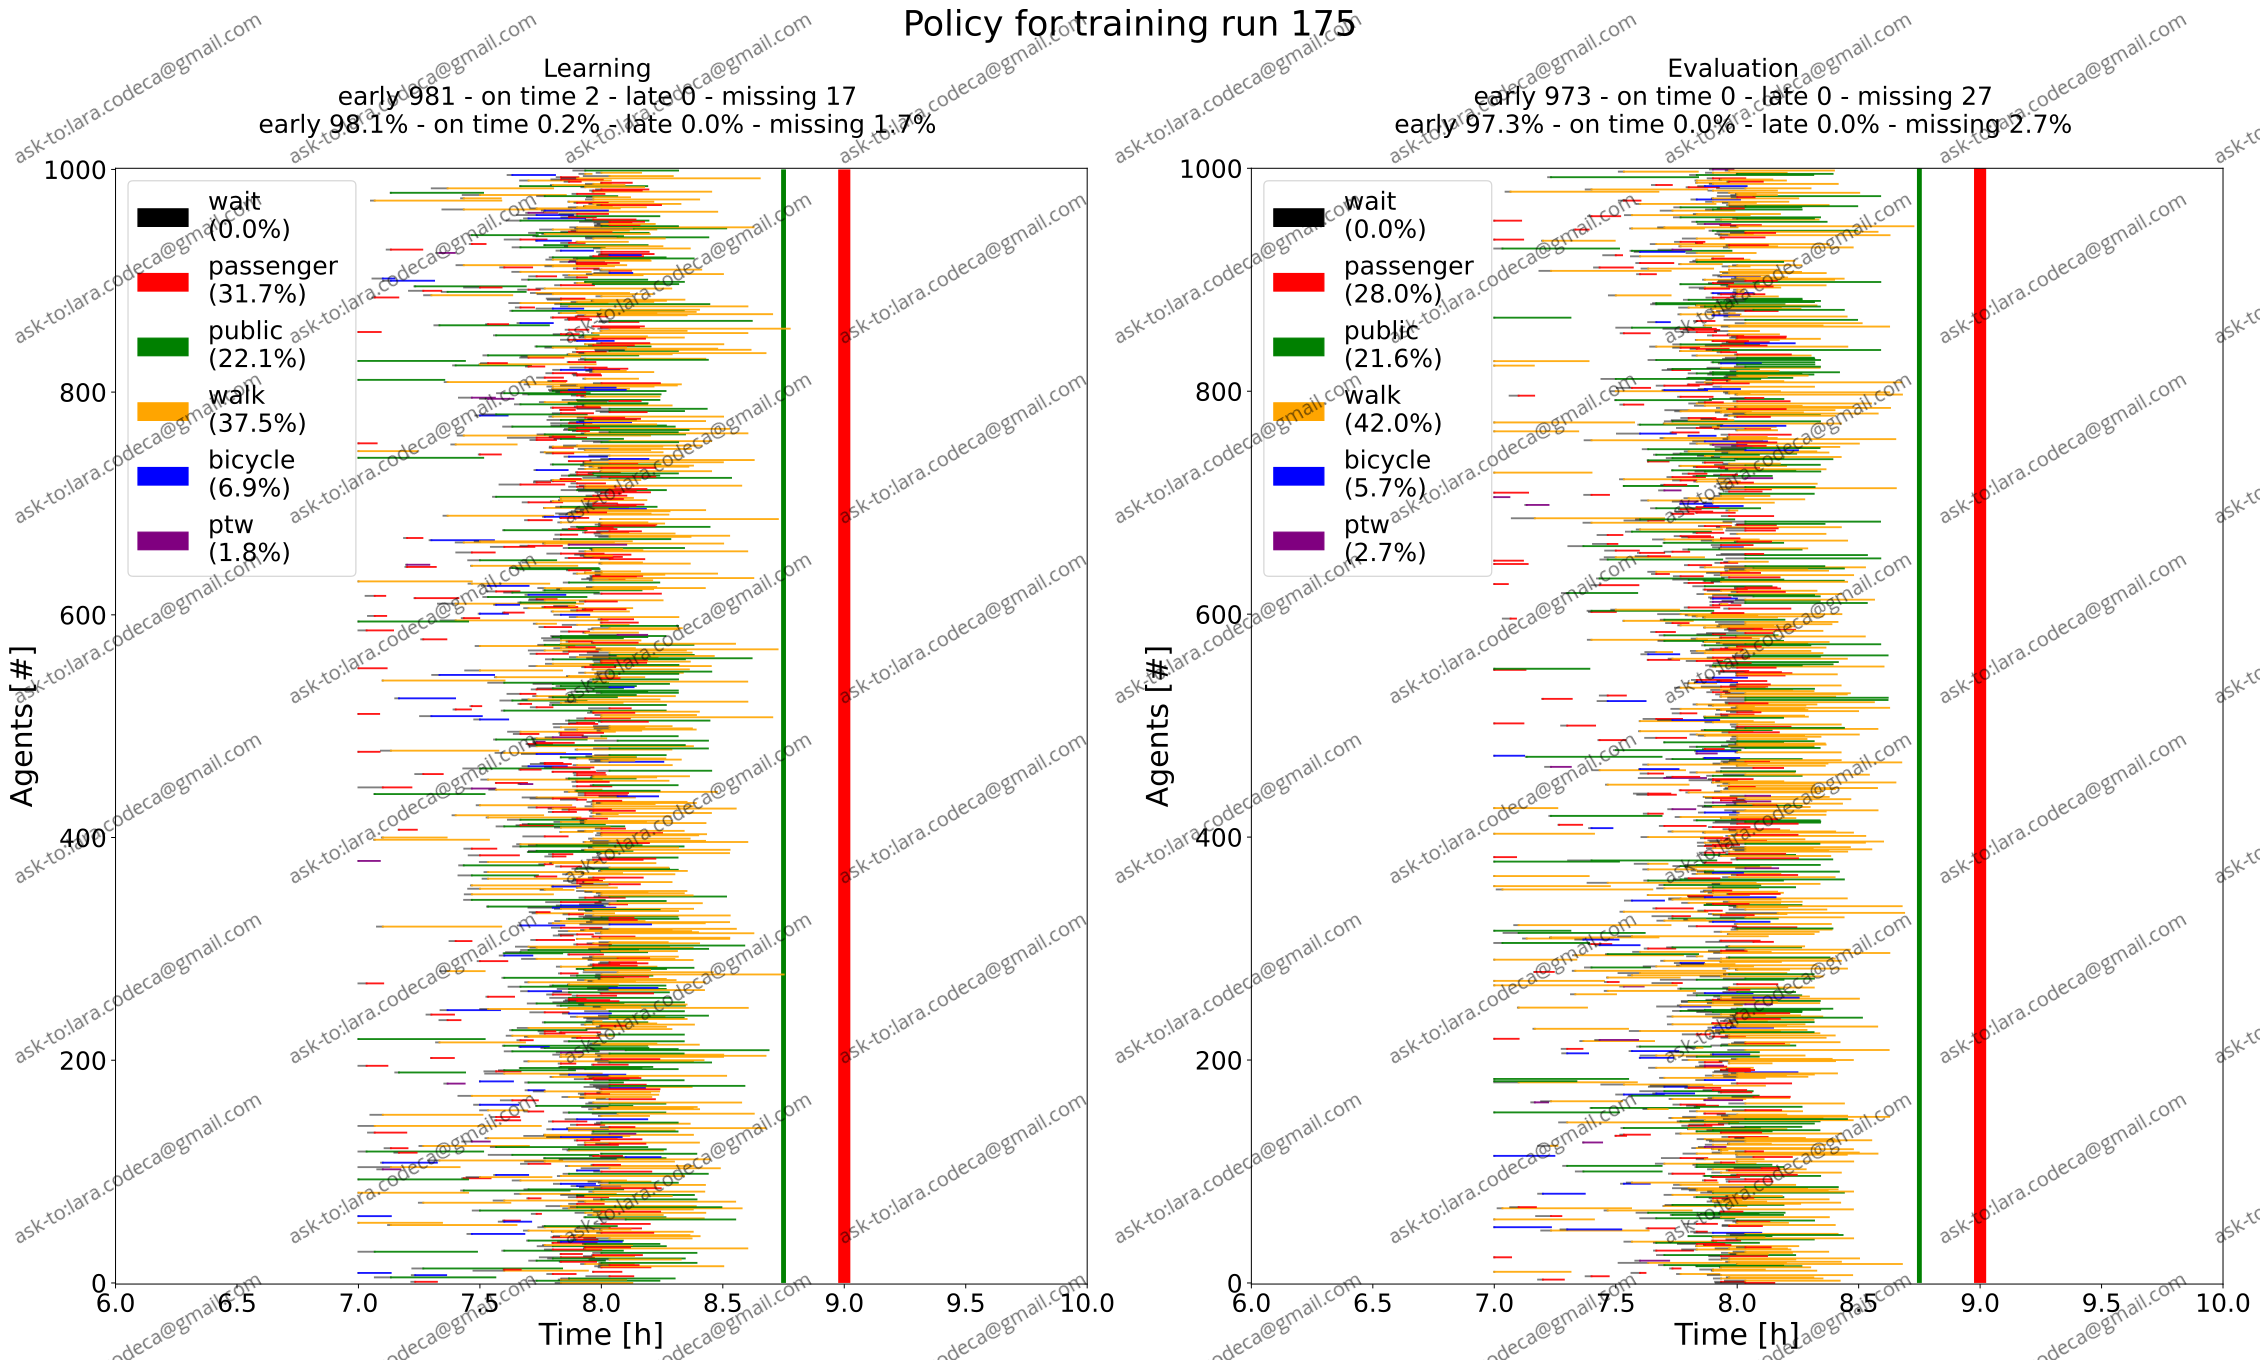 Policy for training run 175
Learning
early 981 - on time 2 - late 0 - missing 17
early 98.1% - on time 0.2% - late 0.0% - missing 1.7%
1000
800
600
400
200
0
Agents [#]
wait
(0.0%)
passenger
(31.7%)
public
(22.1%)
walk
(37.5%)
bicycle
(6.9%)
ptw
(1.8%)
6.0 6.5 7.0 7.5 8.0 8.5 9.0 9.5 10.0
Time [h]
Evaluation
early 973 - on time 0 - late 0 - missing 27
early 97.3% - on time 0.0% - late 0.0% - missing 2.7%
1000
800
600
400
200
0
Agents [#]
wait
(0.0%)
passenger
(28.0%)
public
(21.6%)
walk
(42.0%)
bicycle
(5.7%)
ptw
(2.7%)
6.0 6.5 7.0 7.5 8.0 8.5 9.0 9.5 10.0
Time [h]
ask-to:lara.codeca@gmail.com